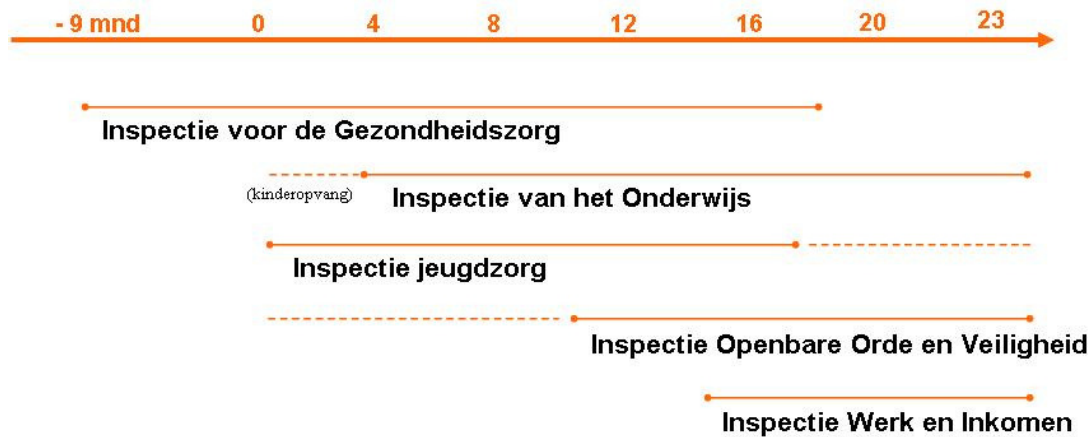 - 9 mnd 0 4 8 12 16 20 23
Inspectie voor de Gezondheidszorg
(kinderopvang) Inspectie van het Onderwijs
Inspectie jeugdzorg
Inspectie Openbare Orde en Veiligheid
Inspectie Werk en Inkomen